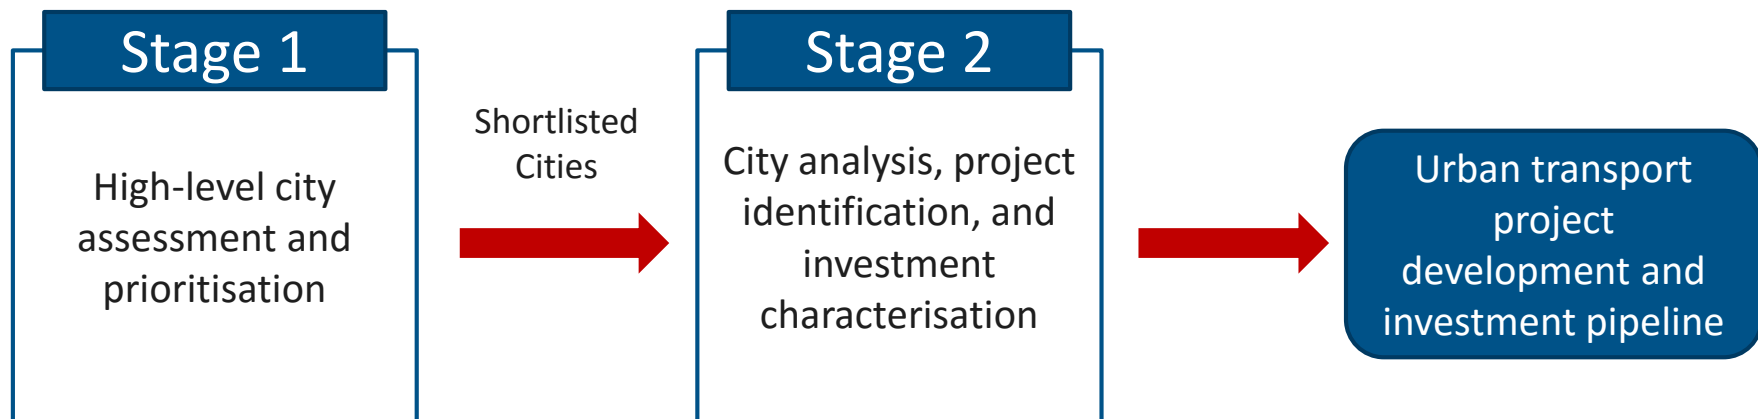 Stage 1
High-level city
assessment and
prioritisation
Shortlisted
Cities
Stage 2
City analysis, project
identification, and
investment
characterisation
Urban transport
project
development and
investment pipeline